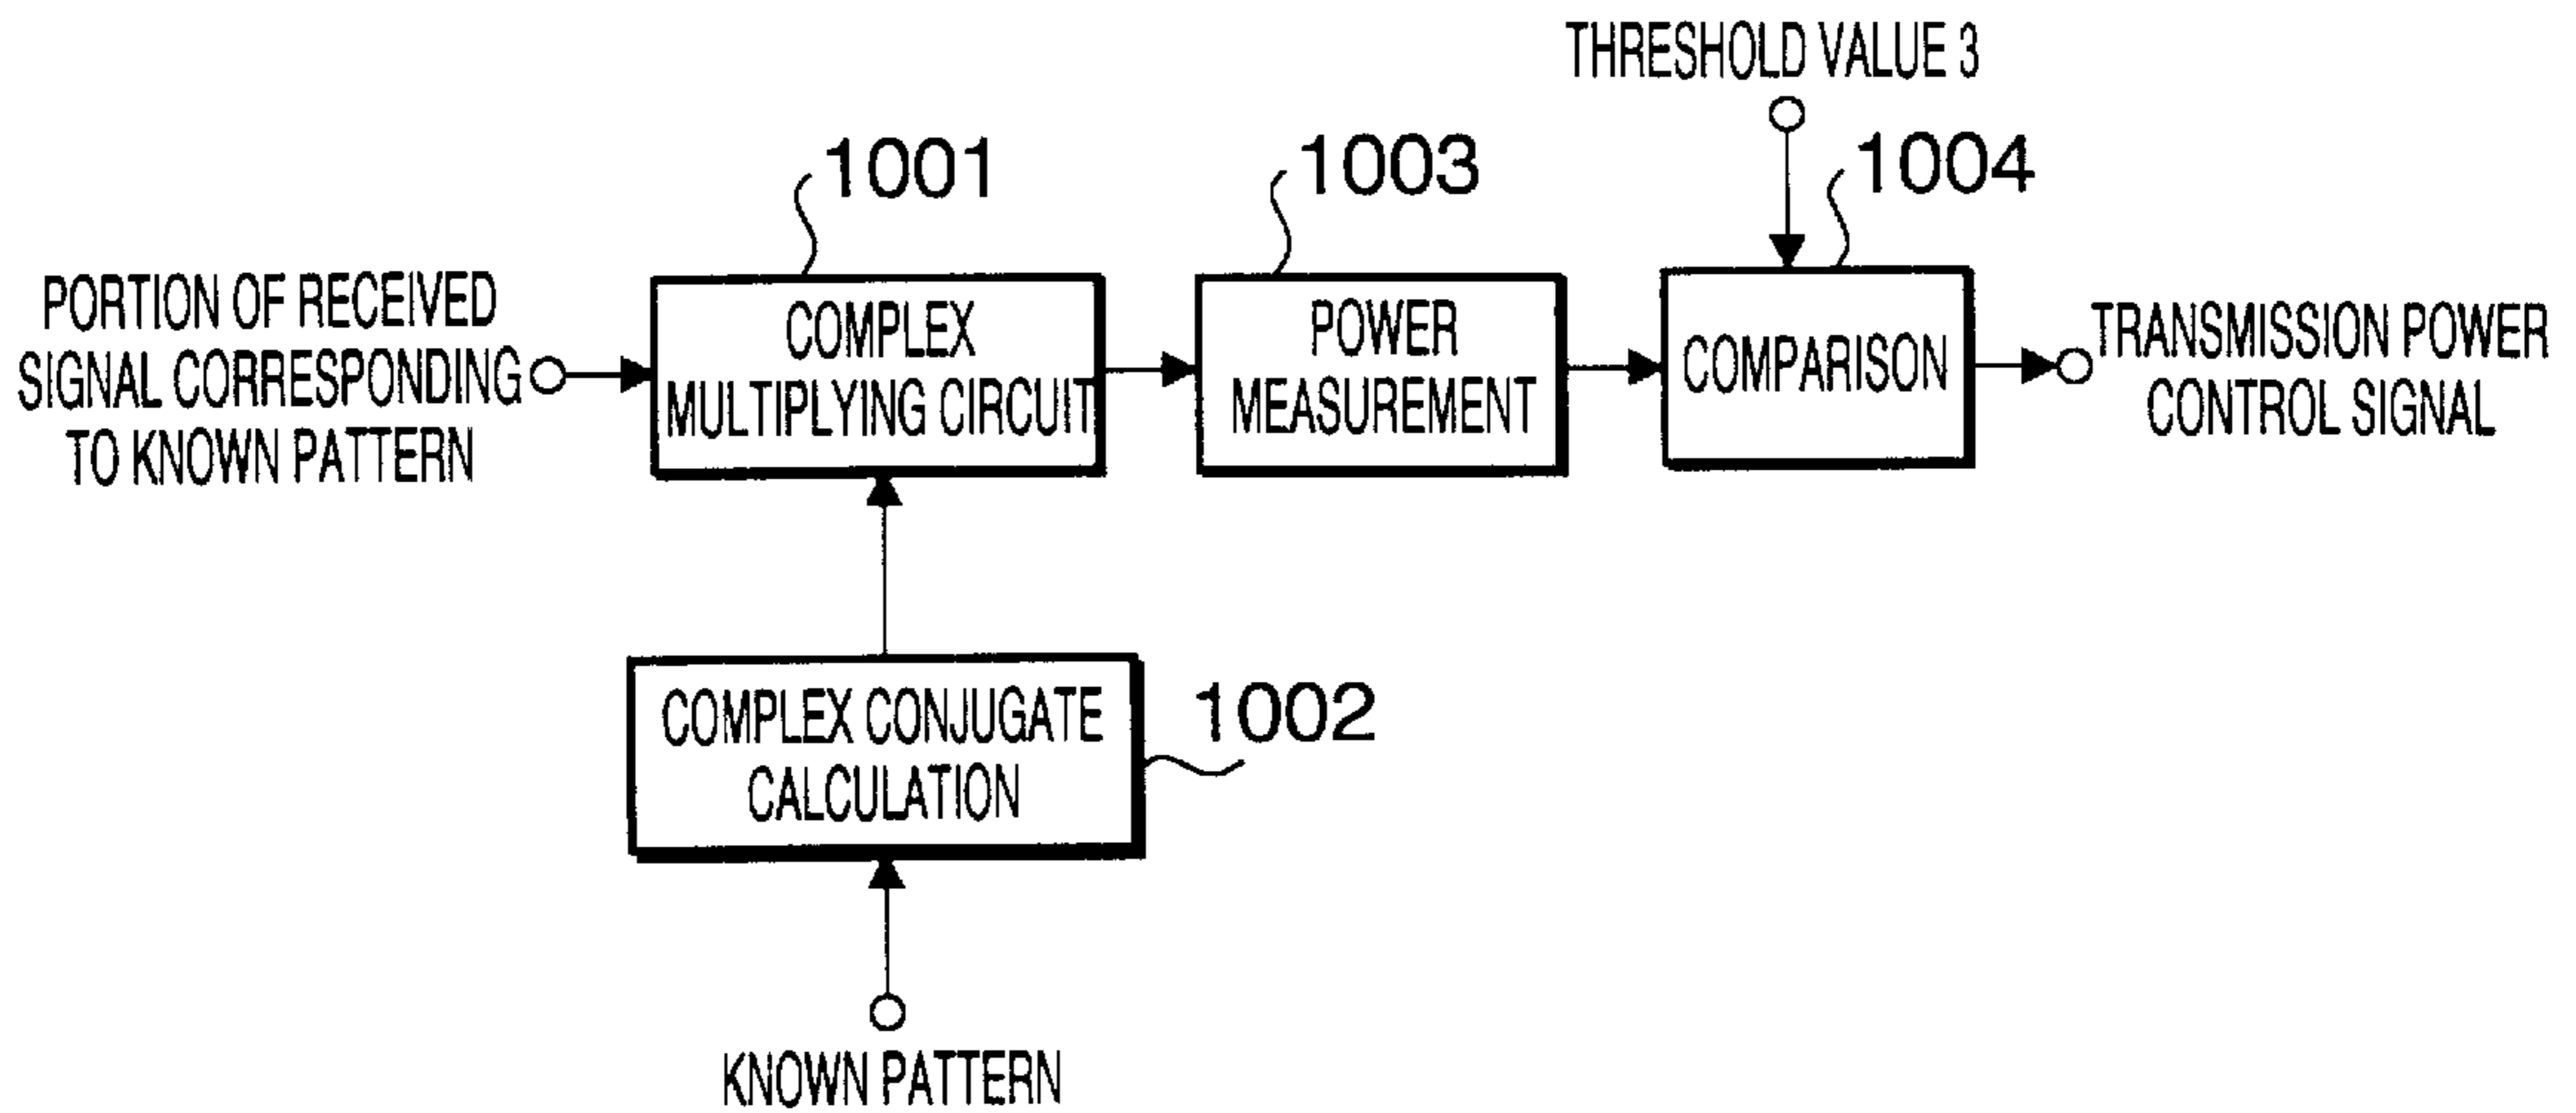 THRESHOLD VALUE 3
1001
1003
1004
PORTION OF RECEIVED
SIGNAL CORRESPONDING
TO KNOWN PATTERN
COMPLEX
MULTIPLYING CIRCUIT
POWER
MEASUREMENT
COMPARISON
TRANSMISSION POWER
CONTROL SIGNAL
COMPLEX CONJUGATE
CALCULATION
1002
KNOWN PATTERN